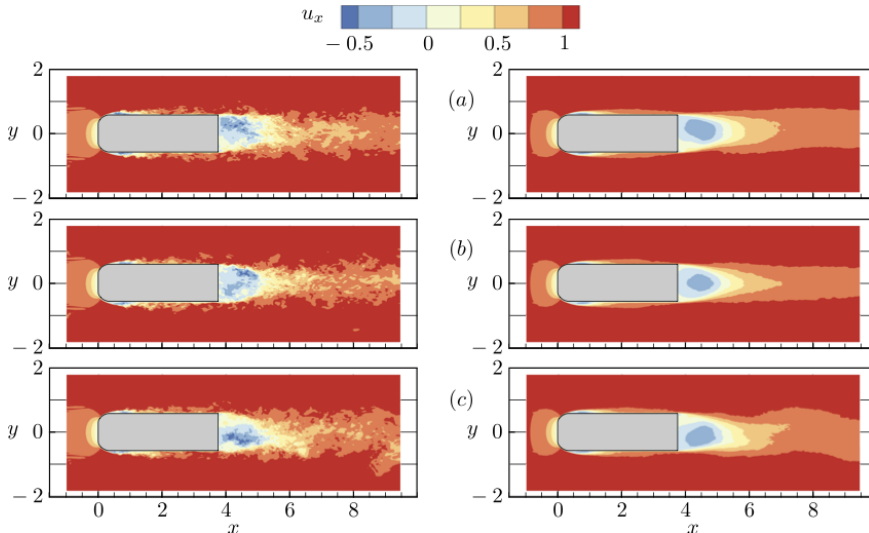 u_x
− 0.5 0 0.5 1
2 2
(a)
y 0 0
− 2 − 2
2 2
(b)
y 0 0
− 2 − 2
2 2
(c)
y 0 0
− 2 − 2
0 2 4 6 8 0 2 4 6 8
x x